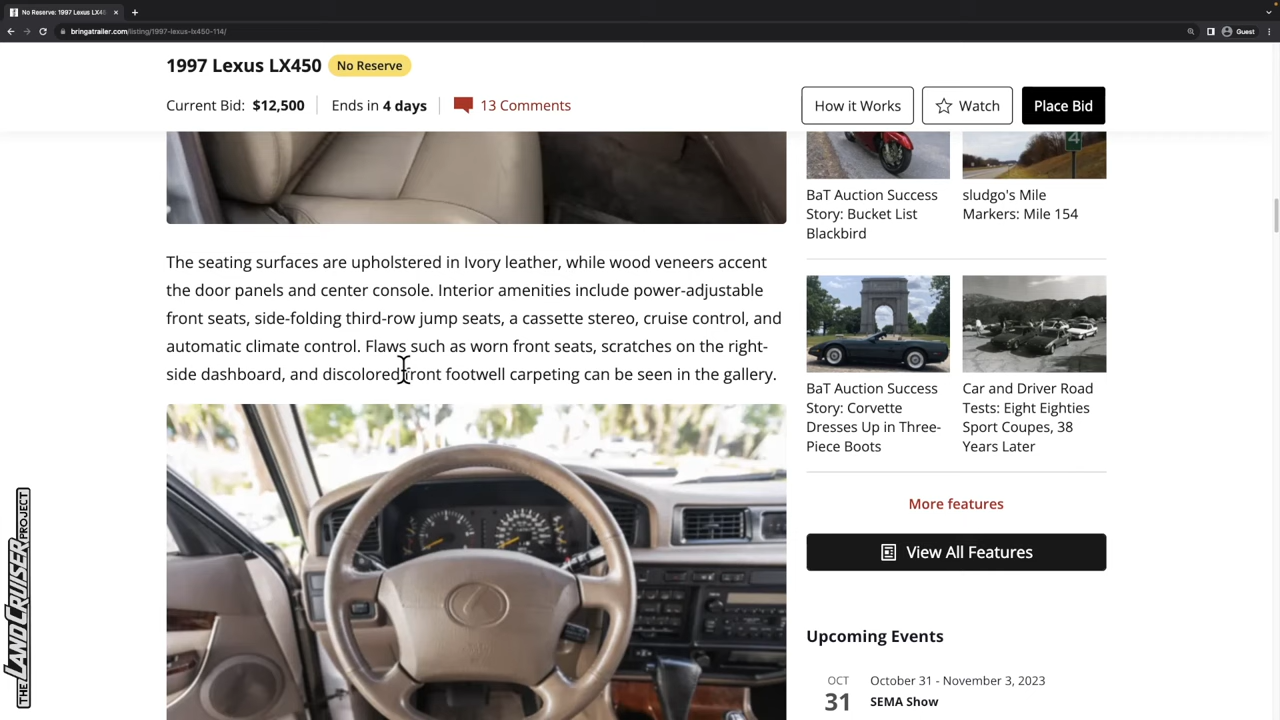 No Reserve: 1997 Lexus LX4
bringatrailer.com/listing/1997-lexus-lx450-114/
Guest
1997 Lexus LX450
No Reserve
Current Bid: $12,500
Ends in 4 days
13 Comments
How it Works
Watch
Place Bid
The seating surfaces are upholstered in Ivory leather, while wood veneers accent
the door panels and center console. Interior amenities include power-adjustable
front seats, side-folding third-row jump seats, a cassette stereo, cruise control, and
automatic climate control. Flaws such as worn front seats, scratches on the right-
side dashboard, and discolored front footwell carpeting can be seen in the gallery.
4
BaT Auction Success
Story: Bucket List
Blackbird
sludgo's Mile
Markers: Mile 154
BaT Auction Success
Story: Corvette
Dresses Up in Three-
Piece Boots
Car and Driver Road
Tests: Eight Eighties
Sport Coupes, 38
Years Later
More features
View All Features
Upcoming Events
OCT
31
October 31 - November 3, 2023
SEMA Show
THE LAND CRUISER PROJECT